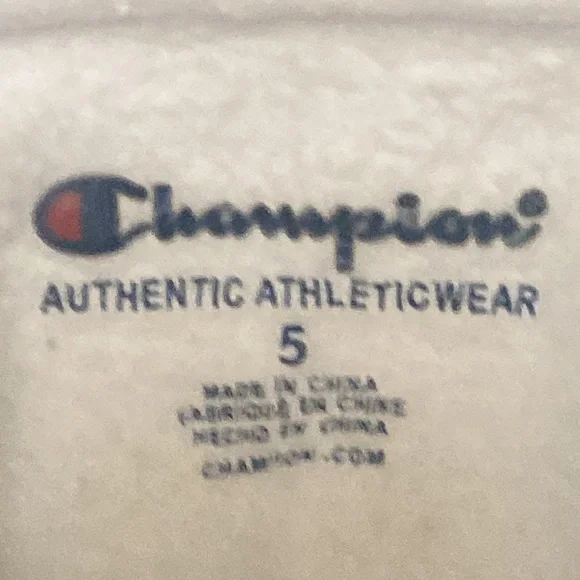 Champion®
AUTHENTIC ATHLETICWEAR
5
MADE IN CHINA
FABRIQUÉ EN CHINE
HECHO EN CHINA
CHAMPION.COM